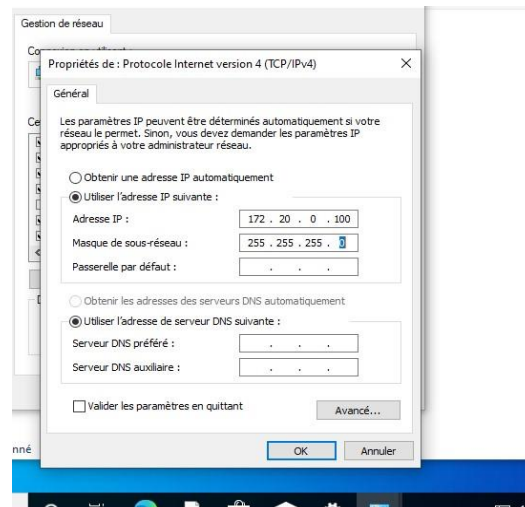 Gestion de réseau
Propriétés de : Protocole Internet version 4 (TCP/IPv4)
Général
Les paramètres IP peuvent être déterminés automatiquement si votre
réseau le permet. Sinon, vous devez demander les paramètres IP
appropriés à votre administrateur réseau.
Obtenir une adresse IP automatiquement
Utiliser l'adresse IP suivante :
Adresse IP : 172 . 20 . 0 . 100
Masque de sous-réseau : 255 . 255 . 255 . 0
Passerelle par défaut : . . .
Obtenir les adresses des serveurs DNS automatiquement
Utiliser l'adresse de serveur DNS suivante :
Serveur DNS préféré : . . .
Serveur DNS auxiliaire : . . .
Valider les paramètres en quittant
Avancé...
nné
OK Annuler